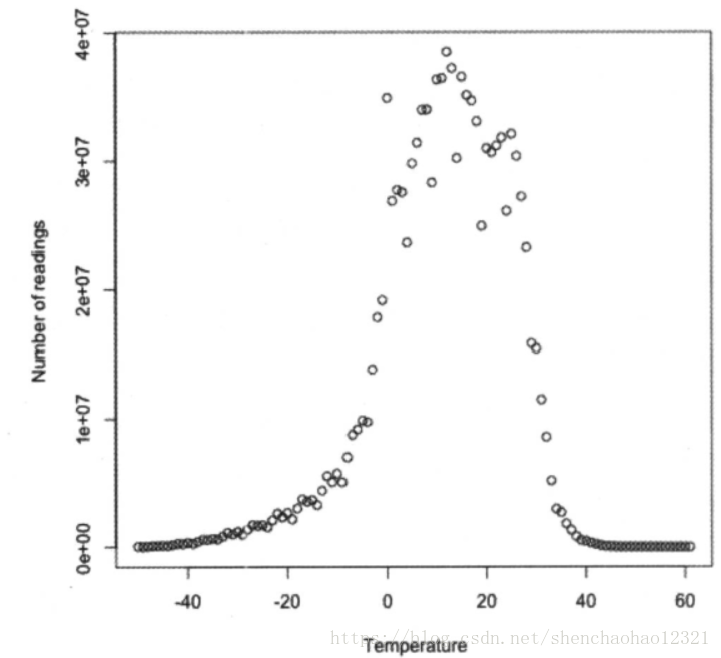 4e+07
3e+07
2e+07
1e+07
0e+00
Number of readings
-40 -20 0 20 40 60
Temperature
https://blog.csdn.net/shenchaohao12321